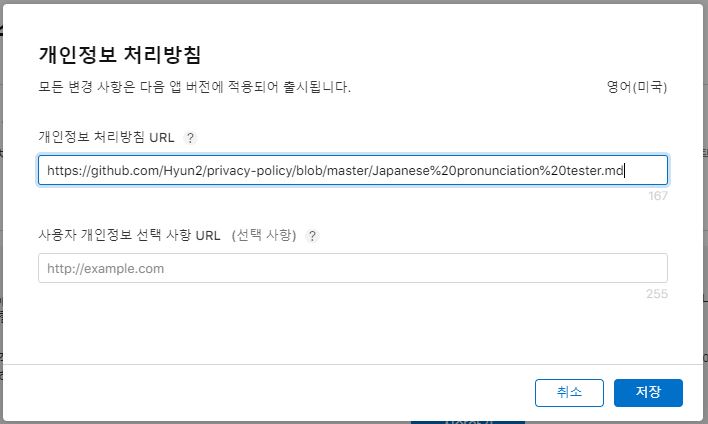 개인정보 처리방침
모든 변경 사항은 다음 앱 버전에 적용되어 출시됩니다.
영어(미국)
개인정보 처리방침 URL ?
https://github.com/Hyun2/privacy-policy/blob/master/Japanese%20pronunciation%20tester.md
167
사용자 개인정보 선택 사항 URL (선택 사항) ?
http://example.com
255
취소
저장